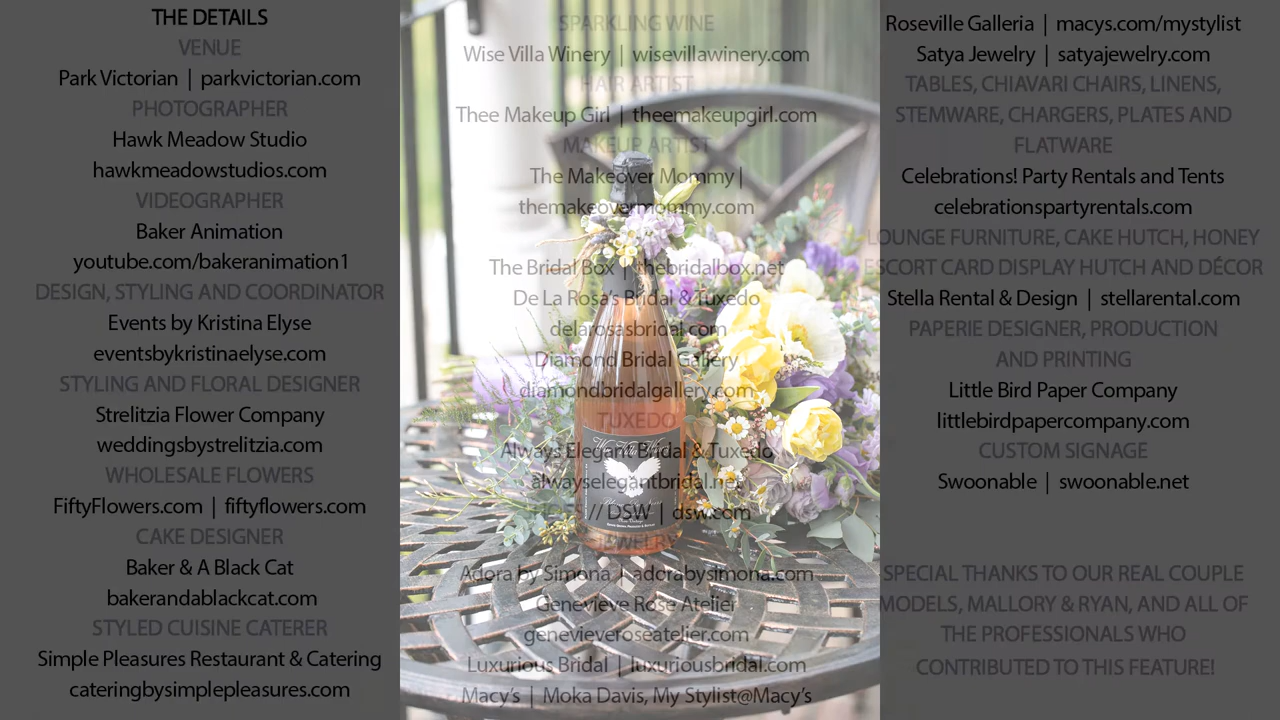 THE DETAILS
VENUE
Park Victorian | parkvictorian.com
PHOTOGRAPHER
Hawk Meadow Studio
hawkmeadowstudios.com
VIDEOGRAPHER
Baker Animation
youtube.com/bakeranimation1
DESIGN, STYLING AND COORDINATOR
Events by Kristina Elyse
eventsbykristinaelyse.com
STYLING AND FLORAL DESIGNER
Strelitzia Flower Company
weddingsbystrelitzia.com
WHOLESALE FLOWERS
FiftyFlowers.com | fiftyflowers.com
CAKE DESIGNER
Baker & A Black Cat
bakerandablackcat.com
STYLED CUISINE CATERER
Simple Pleasures Restaurant & Catering
cateringbysimplepleasures.com
SPARKLING WINE
Wise Villa Winery | wisevillawinery.com
HAIR ARTIST
Thee Makeup Girl | theemakeupgirl.com
MAKEUP ARTIST
The Makeover Mommy |
themakeovermommy.com
The Bridal Box | thebridalbox.net
De La Rosa's Bridal & Tuxedo
delarosasbridal.com
Diamond Bridal Gallery
diamondbridalgallery.com
TUXEDO
Always Elegant Bridal & Tuxedo
alwayselegantbridal.net
// DSW | dsw.com
JEWELRY
Adora by Simona | adorabysimona.com
Genevieve Rose Atelier
genevieveroseatelier.com
Luxurious Bridal | luxuriousbridal.com
Macy's | Moka Davis, My Stylist@Macy's
Roseville Galleria | macys.com/mystylist
Satya Jewelry | satyajewelry.com
TABLES, CHIAVARI CHAIRS, LINENS,
STEMWARE, CHARGERS, PLATES AND
FLATWARE
Celebrations! Party Rentals and Tents
celebrationspartyrentals.com
LOUNGE FURNITURE, CAKE HUTCH, HONEY
ESCORT CARD DISPLAY HUTCH AND DÉCOR
Stella Rental & Design | stellarental.com
PAPERIE DESIGNER, PRODUCTION
AND PRINTING
Little Bird Paper Company
littlebirdpapercompany.com
CUSTOM SIGNAGE
Swoonable | swoonable.net
SPECIAL THANKS TO OUR REAL COUPLE
MODELS, MALLORY & RYAN, AND ALL OF
THE PROFESSIONALS WHO
CONTRIBUTED TO THIS FEATURE!